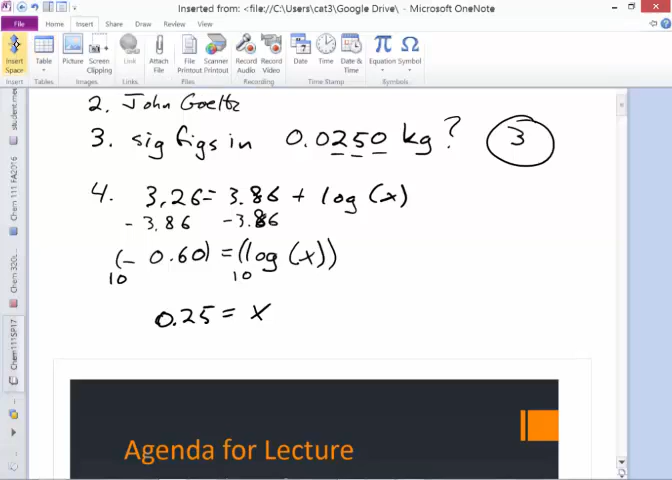 Inserted from <file://C:\Users\cat3\Google Drive\...> - Microsoft OneNote
File Home Insert Draw History Review View
Insert Space Table Picture Screen Clipping Link Attach File File Printout Scanner Printout Record Audio Record Video Date Time Date & Time Equation Symbol
Insert Tables Images Links Files Recording Time Stamp Symbols
Chem 111 FA2016
Chem111SP17
2. John Goeltz
3. sig figs in 0.0250 kg? 3
4. 3.26 = 3.86 + log (x)
- 3.86 - 3.86
10 (- 0.60) = 10 (log (x))
0.25 = x
Agenda for Lecture